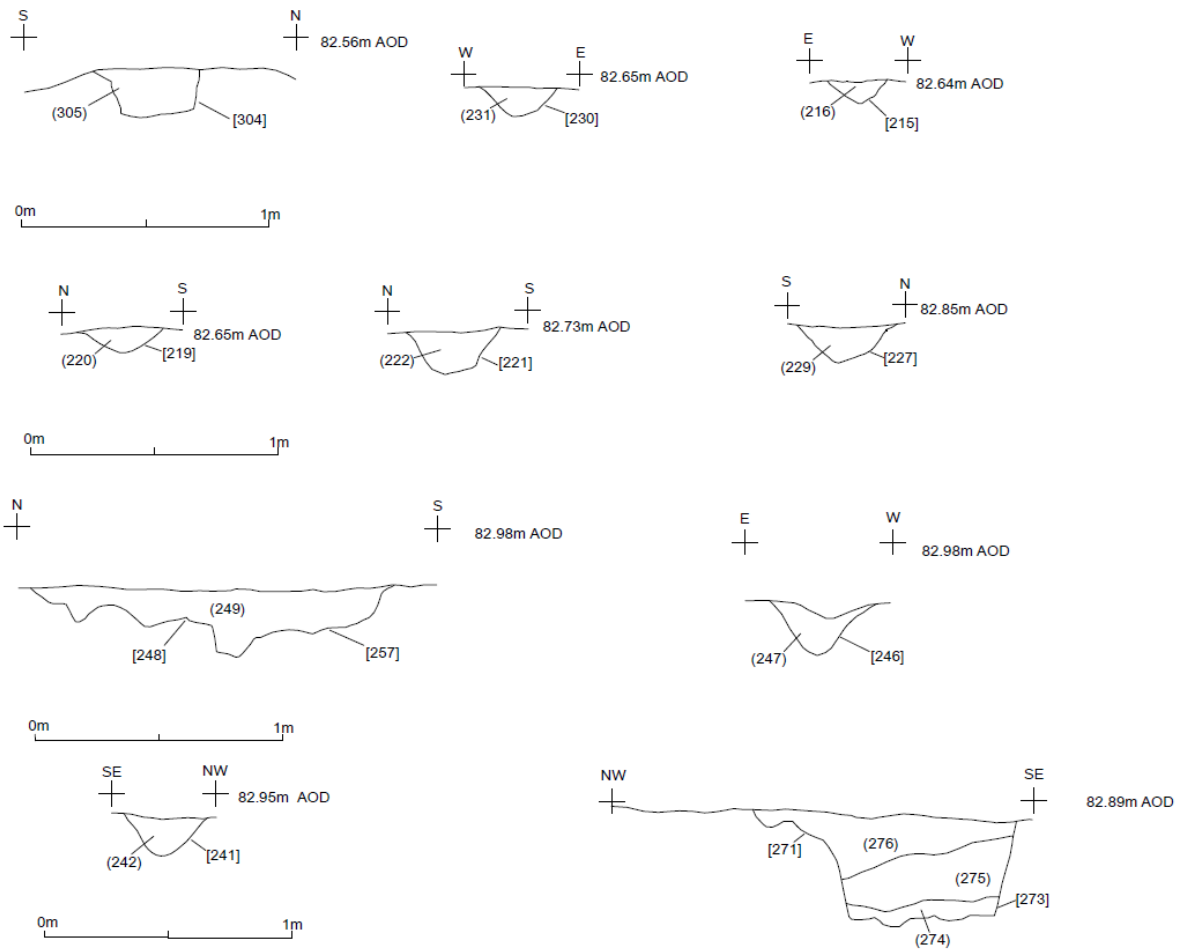 S N 82.56m AOD
W E 82.65m AOD
E W 82.64m AOD
(305) [304]
(231) [230]
(216) [215]
0m 1m
N S 82.65m AOD
N S 82.73m AOD
S N 82.85m AOD
(220) [219]
(222) [221]
(229) [227]
0m 1m
N S 82.98m AOD
E W 82.98m AOD
(249)
[248] [257]
(247) [246]
0m 1m
SE NW 82.95m AOD
NW SE 82.89m AOD
(242) [241]
[271] (276)
(275)
[273]
(274)
0m 1m